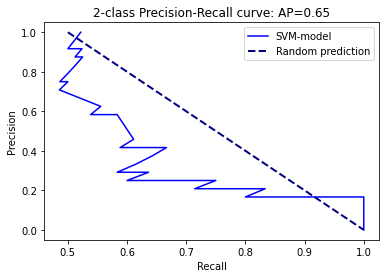 2-class Precision-Recall curve: AP=0.65
SVM-model
Random prediction
Precision
1.0
0.8
0.6
0.4
0.2
0.0
0.5 0.6 0.7 0.8 0.9 1.0
Recall